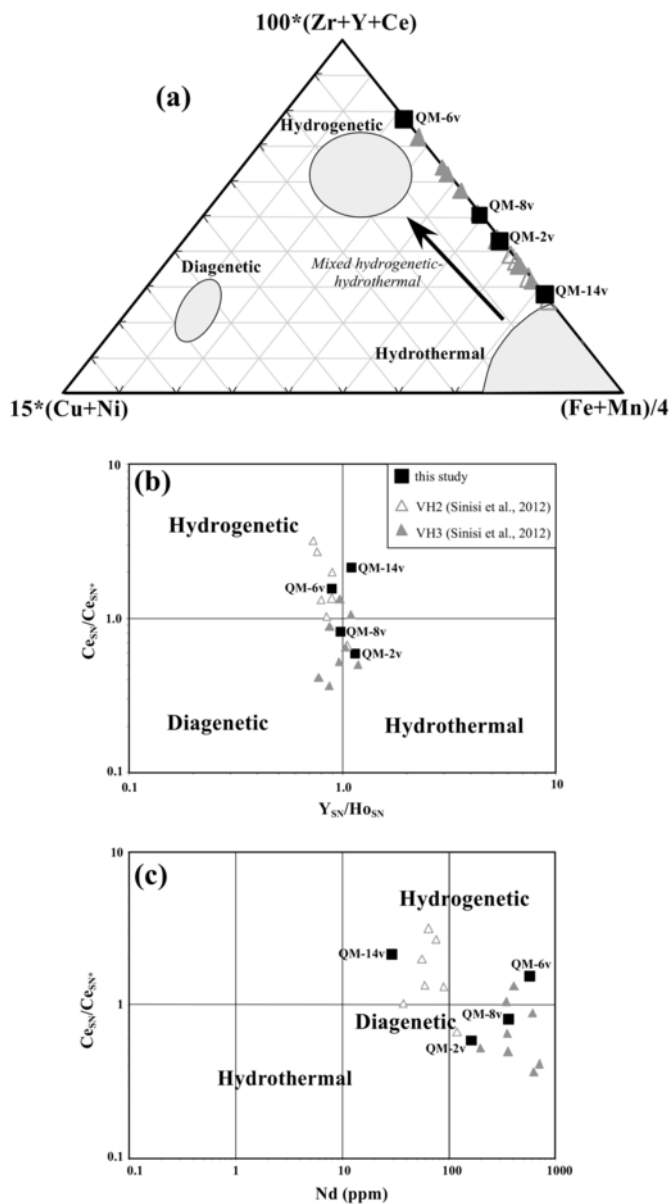 100*(Zr+Y+Ce)
(a)
QM-6v
Hydrogenetic
QM-8v
QM-2v
Mixed hydrogenetic-
hydrothermal
Diagenetic
QM-14v
Hydrothermal
15*(Cu+Ni)
(Fe+Mn)/4
10
(b)
this study
VH2 (Sinisi et al., 2012)
VH3 (Sinisi et al., 2012)
Hydrogenetic
QM-14v
QM-6v
CeSN/CeSN*
1.0
QM-8v
QM-2v
Diagenetic
Hydrothermal
0.1
0.1
1.0
10
YSN/HoSN
10
(c)
Hydrogenetic
QM-14v
QM-6v
CeSN/CeSN*
1
QM-8v
Diagenetic
QM-2v
Hydrothermal
0.1
0.1
1
10
100
1000
Nd (ppm)